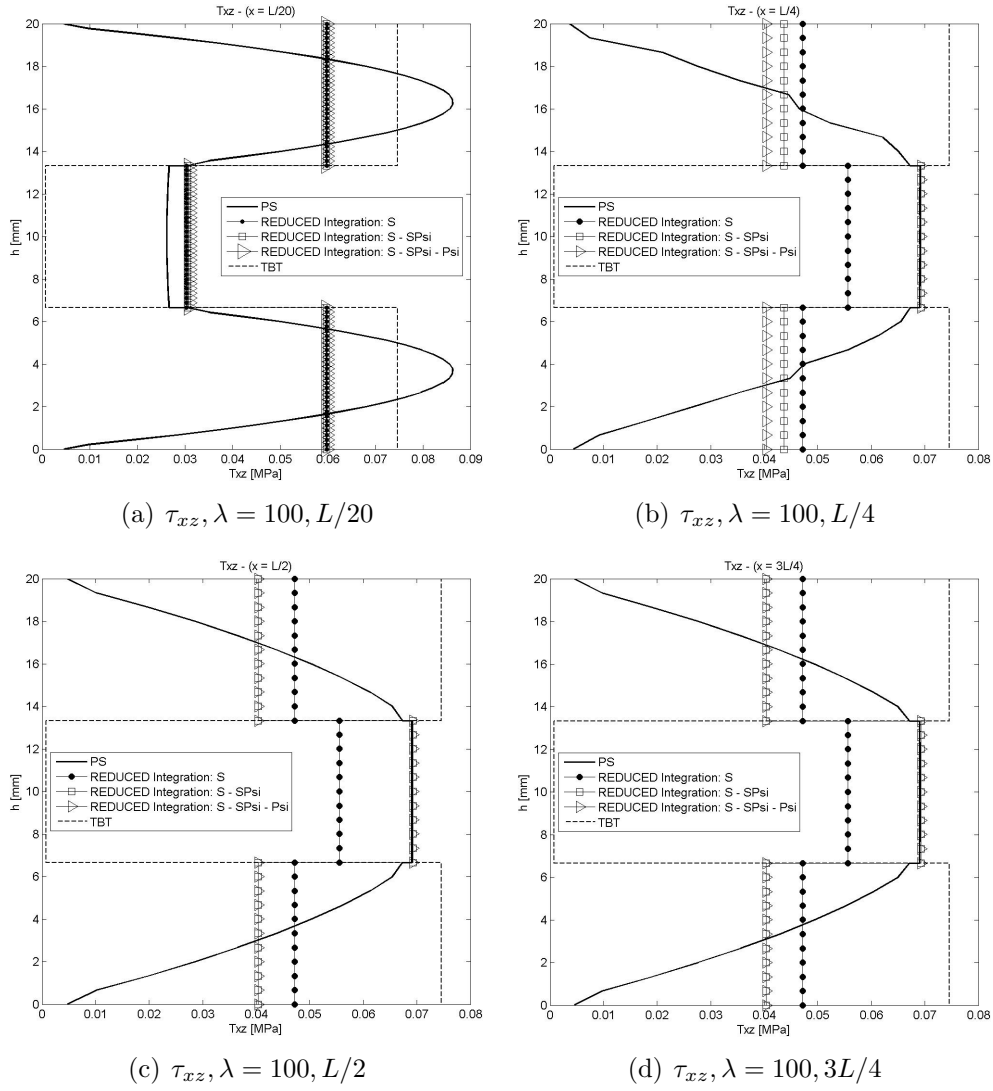 Txz - (x = L/20)
20
18
16
14
12
10
8
6
4
2
0
h [mm]
PS
REDUCED Integration: S
REDUCED Integration: S - SPsi
REDUCED Integration: S - SPsi - Psi
TBT
0 0.01 0.02 0.03 0.04 0.05 0.06 0.07 0.08 0.09
Txz [MPa]
(a) τxz, λ = 100, L/20
Txz - (x = L/4)
20
18
16
14
12
10
8
6
4
2
0
h [mm]
PS
REDUCED Integration: S
REDUCED Integration: S - SPsi
REDUCED Integration: S - SPsi - Psi
TBT
0 0.01 0.02 0.03 0.04 0.05 0.06 0.07 0.08
Txz [MPa]
(b) τxz, λ = 100, L/4
Txz - (x = L/2)
20
18
16
14
12
10
8
6
4
2
0
h [mm]
PS
REDUCED Integration: S
REDUCED Integration: S - SPsi
REDUCED Integration: S - SPsi - Psi
TBT
0 0.01 0.02 0.03 0.04 0.05 0.06 0.07 0.08
Txz [MPa]
(c) τxz, λ = 100, L/2
Txz - (x = 3L/4)
20
18
16
14
12
10
8
6
4
2
0
h [mm]
PS
REDUCED Integration: S
REDUCED Integration: S - SPsi
REDUCED Integration: S - SPsi - Psi
TBT
0 0.01 0.02 0.03 0.04 0.05 0.06 0.07 0.08
Txz [MPa]
(d) τxz, λ = 100, 3L/4